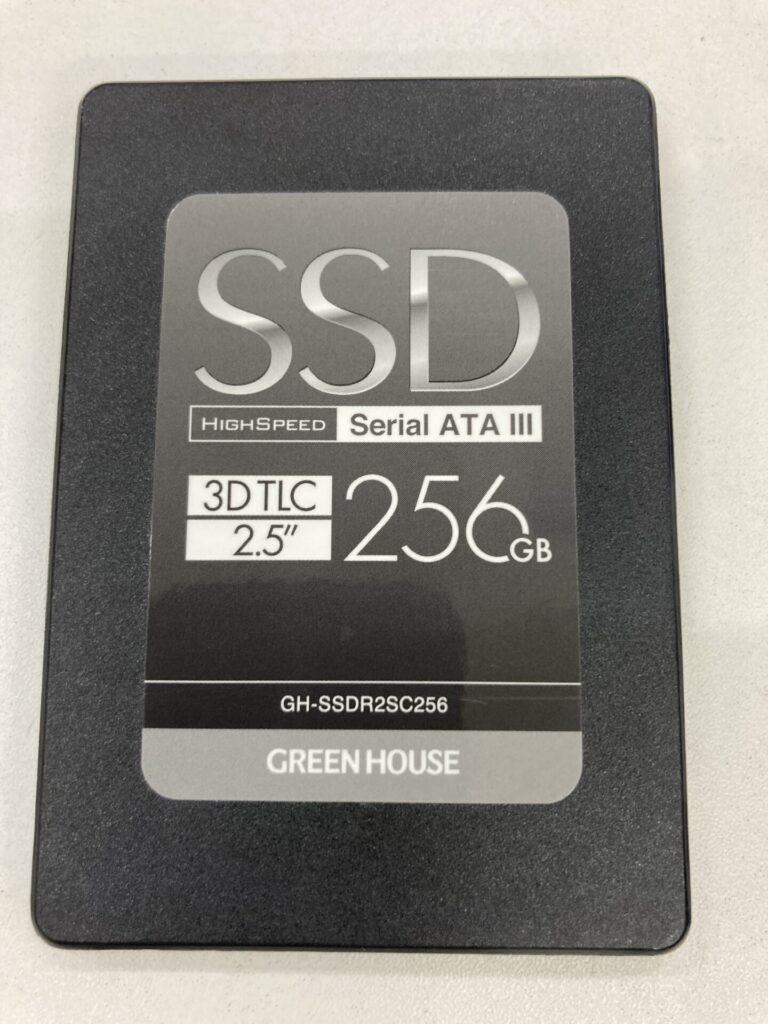 SSD
HIGHSPEED Serial ATA III
3D TLC
2.5"
256GB
GH-SSDR2SC256
GREEN HOUSE